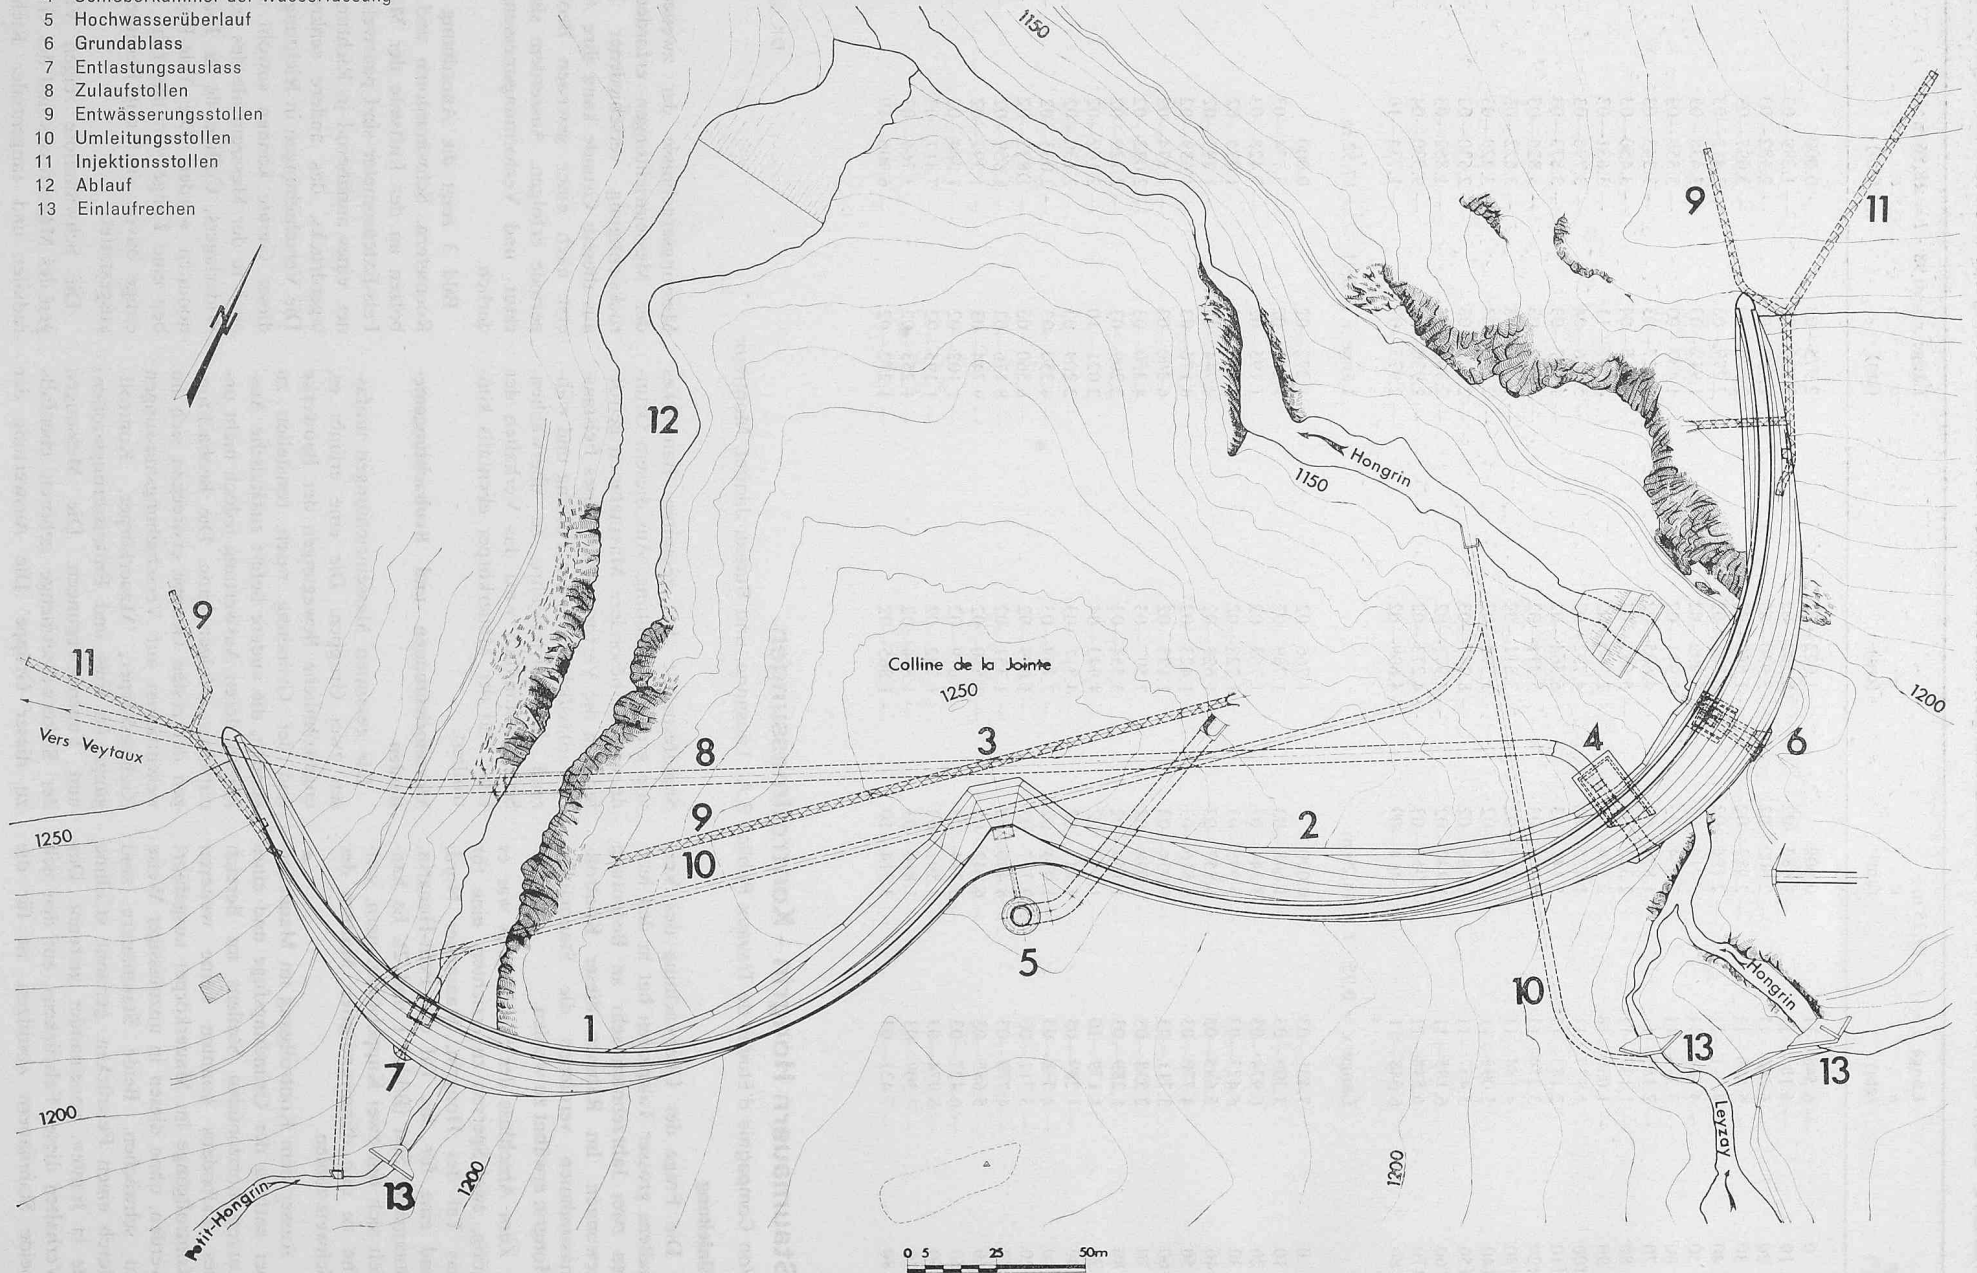 5 Hochwasserüberlauf
6 Grundablass
7 Entlastungsauslass
8 Zulaufstollen
9 Entwässerungsstollen
10 Umleitungsstollen
11 Injektionsstollen
12 Ablauf
13 Einlaufrechen
1150
9
11
N
12
Hongrin
1150
9
11
Colline de la Jointe
1250
1200
Vers Veytaux
8
3
4
6
9
10
2
1250
5
10
Hongrin
1
7
13
13
1200
Leyzay
1200
1200
13
Petit-Hongrin
0 5 25 50m